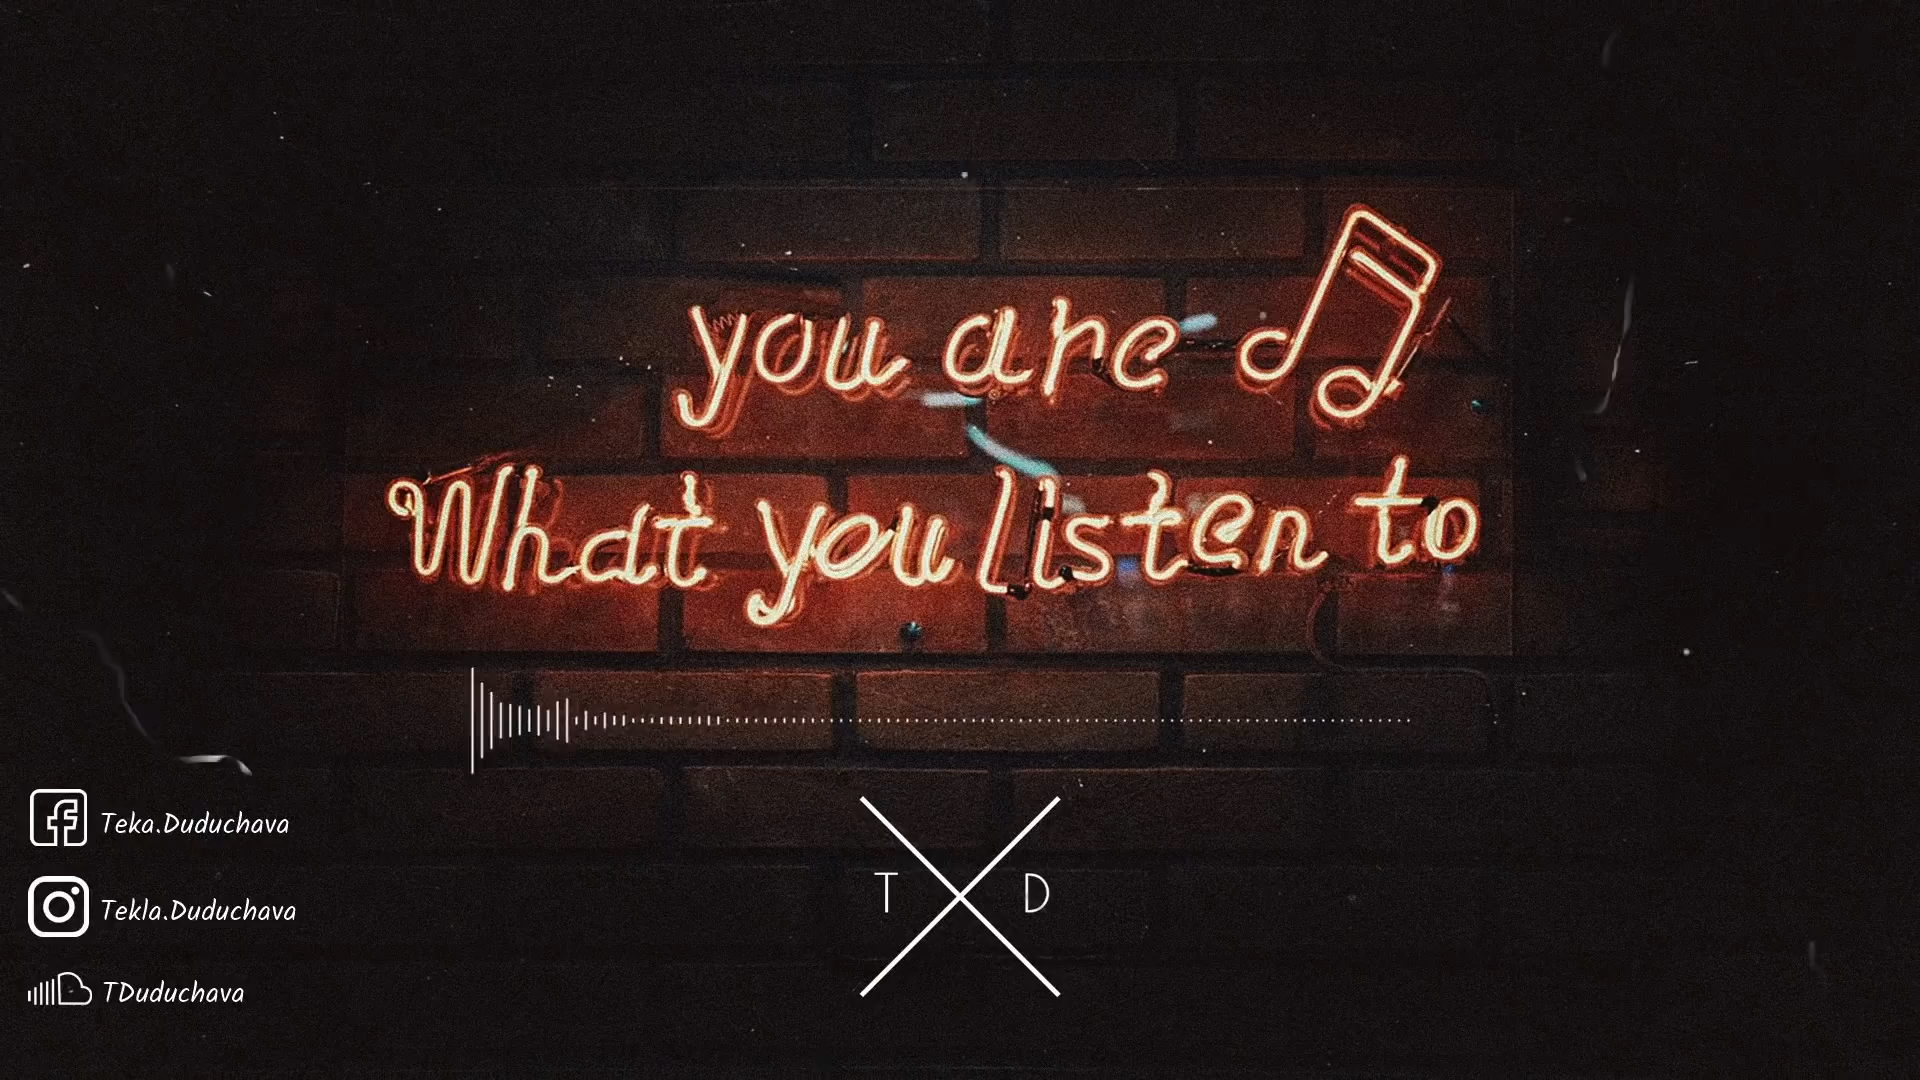 you are
What you listen to
Teka.Duduchava
T D
Tekla.Duduchava
TDuduchava